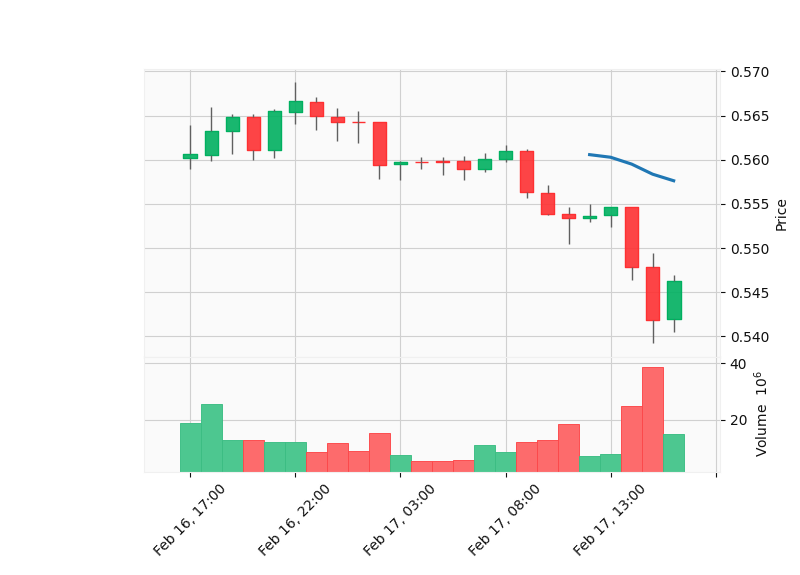 0.570
0.565
0.560
0.555
0.550
0.545
0.540
Price
40
20
Volume 10⁶
Feb 16, 17:00
Feb 16, 22:00
Feb 17, 03:00
Feb 17, 08:00
Feb 17, 13:00